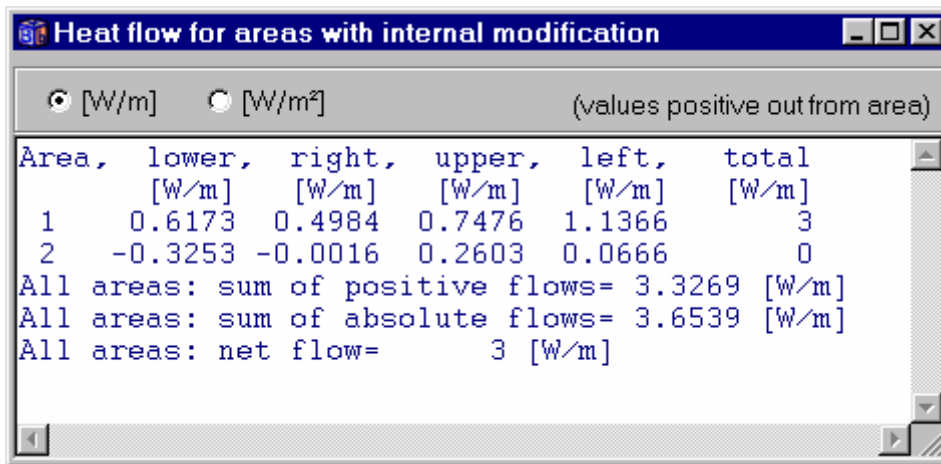 Heat flow for areas with internal modification
[W/m] [W/m²] (values positive out from area)
Area, lower, right, upper, left, total
[W/m] [W/m] [W/m] [W/m] [W/m]
1 0.6173 0.4984 0.7476 1.1366 3
2 -0.3253 -0.0016 0.2603 0.0666 0
All areas: sum of positive flows= 3.3269 [W/m]
All areas: sum of absolute flows= 3.6539 [W/m]
All areas: net flow= 3 [W/m]